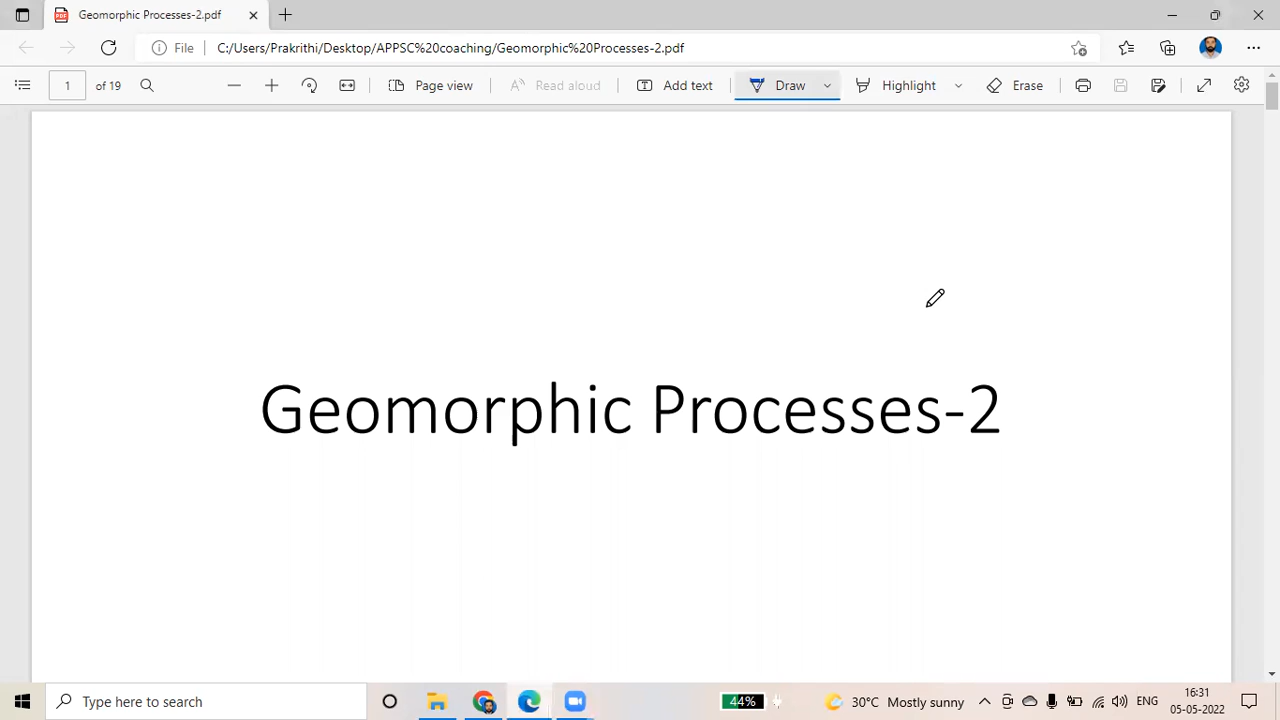 Geomorphic Processes-2.pdf
File C:/Users/Prakrithi/Desktop/APPSC%20coaching/Geomorphic%20Processes-2.pdf
1 of 19 Page view Read aloud Add text Draw Highlight Erase
Geomorphic Processes-2
Type here to search 44% 30°C Mostly sunny ENG 16:31
05-05-2022